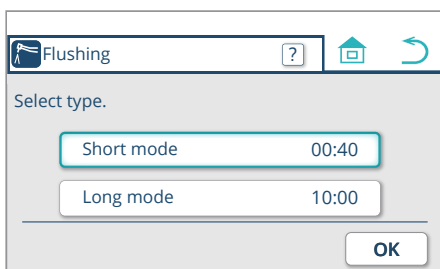 Flushing ?
Select type.
Short mode 00:40
Long mode 10:00
OK